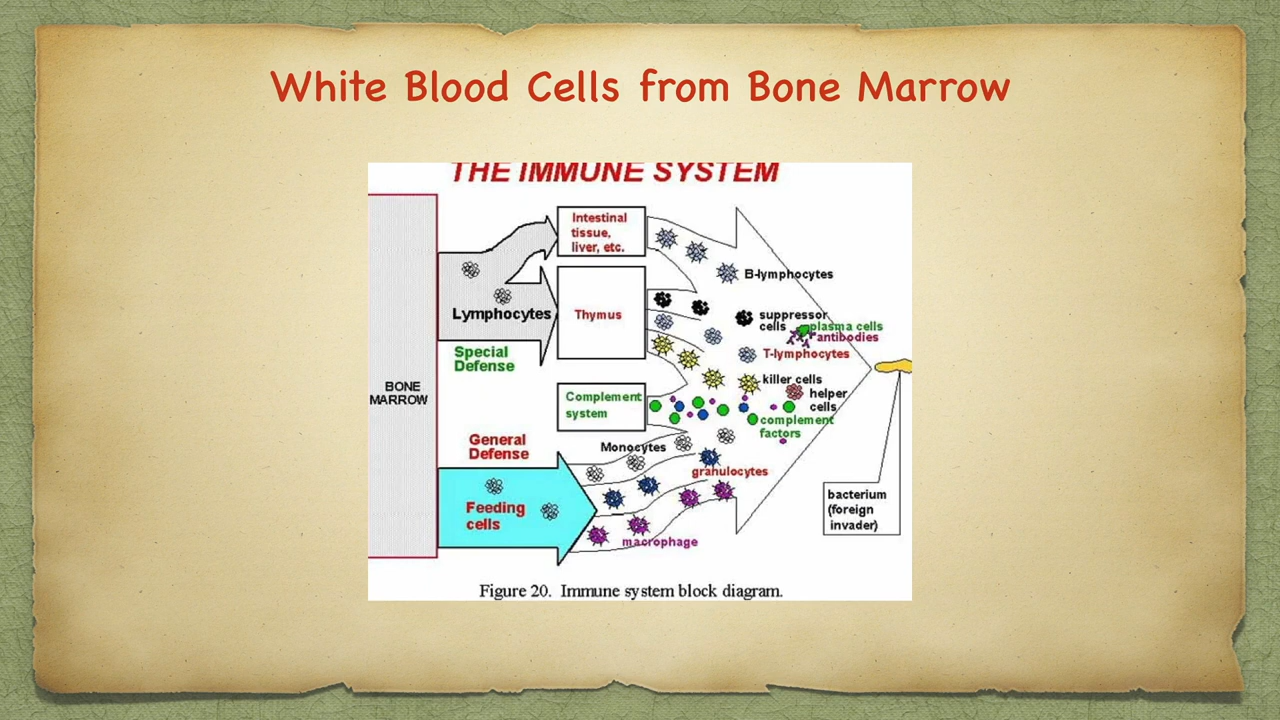 White Blood Cells from Bone Marrow
THE IMMUNE SYSTEM
Intestinal
tissue,
liver, etc.
B-lymphocytes
Lymphocytes
Thymus
suppressor
cells
plasma cells
antibodies
T-lymphocytes
Special
Defense
killer cells
helper
cells
BONE
MARROW
Complement
system
complement
factors
General
Defense
Monocytes
granulocytes
Feeding
cells
macrophage
bacterium
(foreign
invader)
Figure 20. Immune system block diagram.